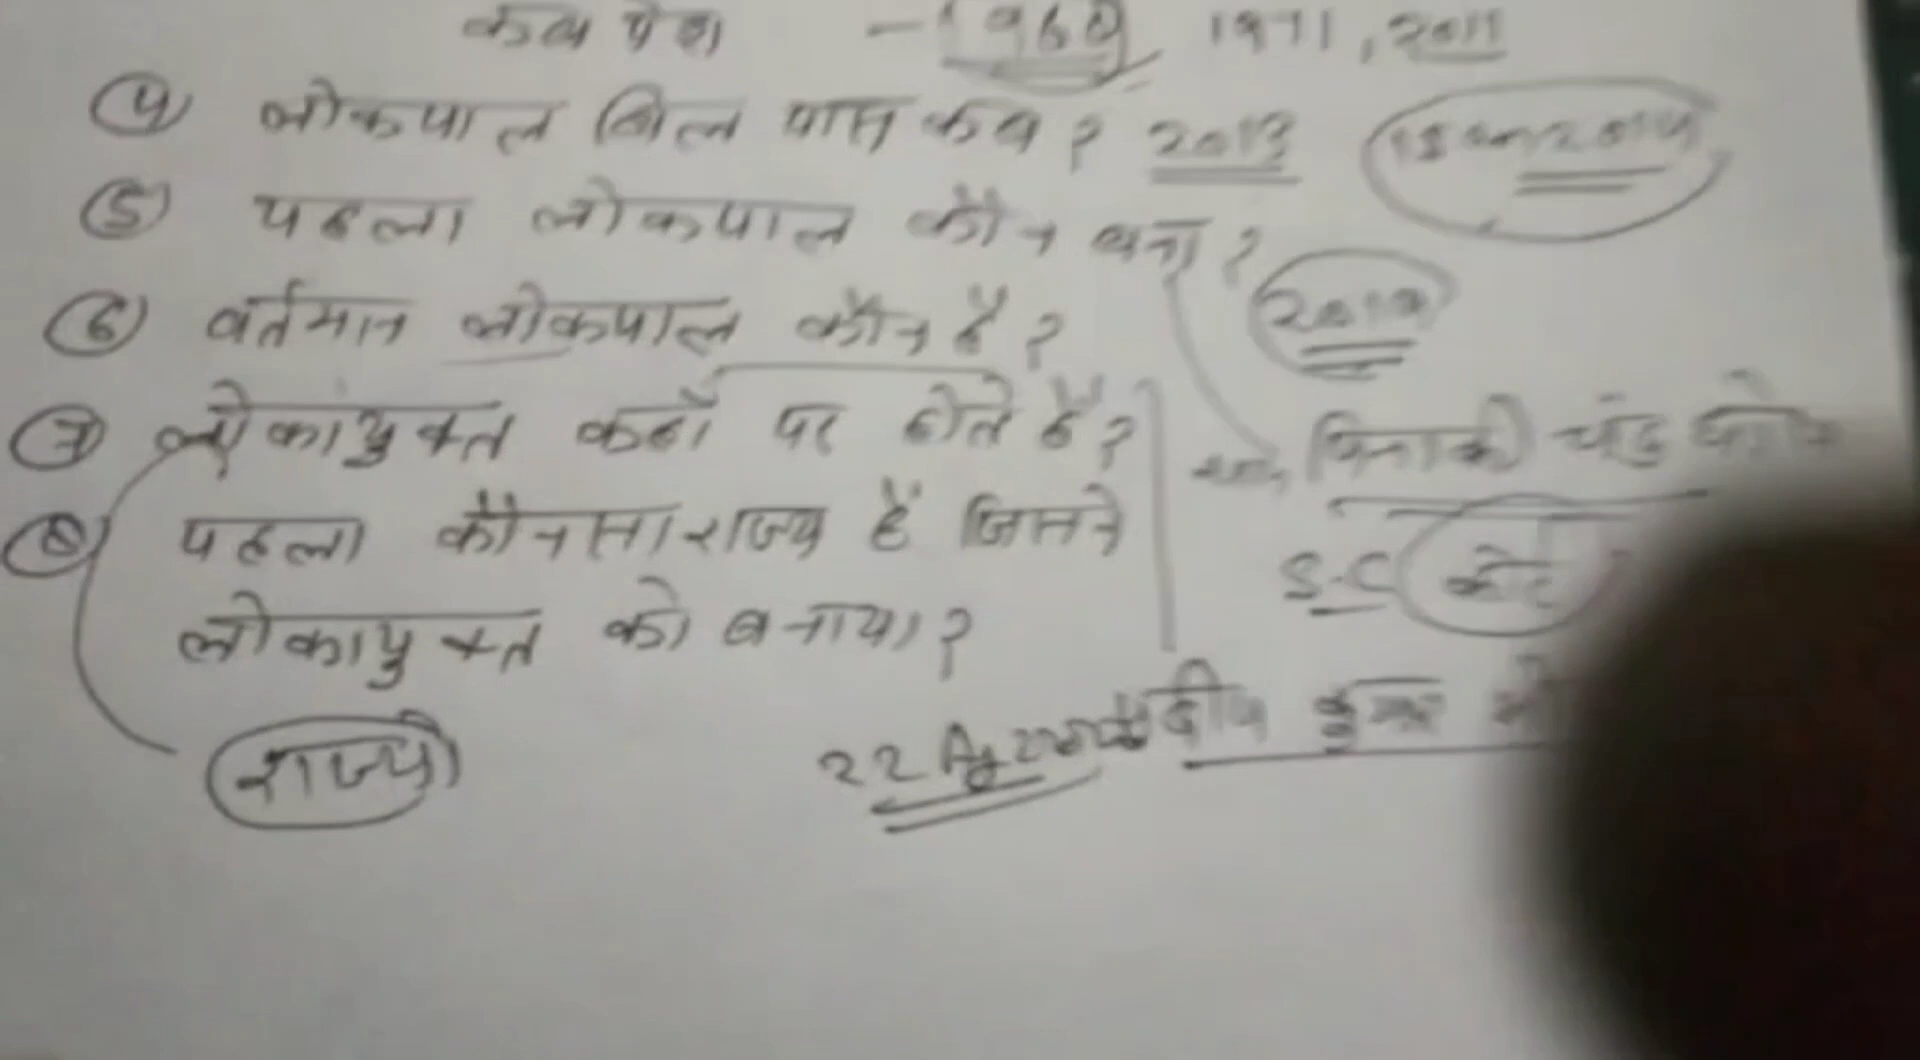 कब पेश - 1968, 1971, 2011
④ लोकपाल बिल पास कब? 2013
⑤ पहला लोकपाल कौन बना? 2019
⑥ वर्तमान लोकपाल कौन है?
⑦ लोकायुक्त कहाँ पर होते हैं? पिनाकी चंद्र
⑧ पहला कौनसा राज्य है जिसने S.C
लोकायुक्त को बनाया?
राज्यों 22 कुमार